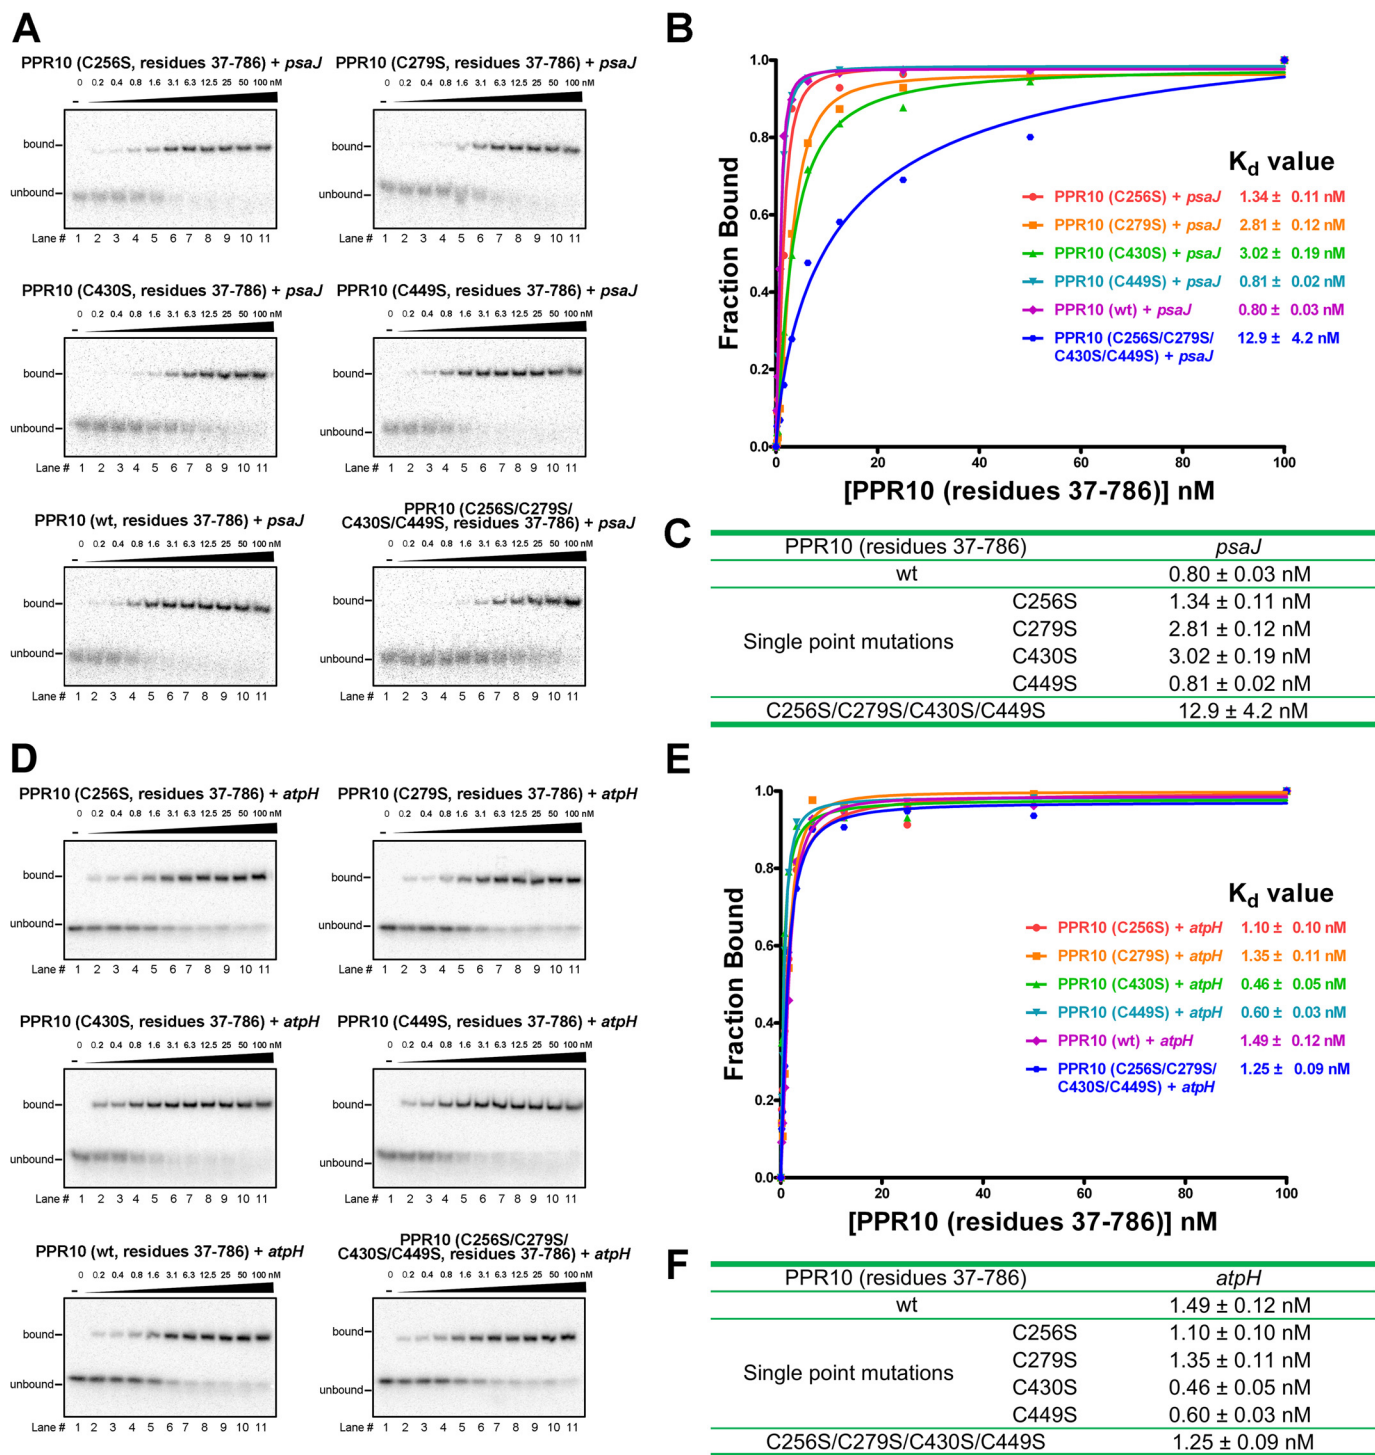 A
PPR10 (C256S, residues 37-786) + psaJ
0 0.2 0.4 0.8 1.6 3.1 6.3 12.5 25 50 100 nM
-
bound
unbound
Lane # 1 2 3 4 5 6 7 8 9 10 11
PPR10 (C279S, residues 37-786) + psaJ
0 0.2 0.4 0.8 1.6 3.1 6.3 12.5 25 50 100 nM
-
bound
unbound
Lane # 1 2 3 4 5 6 7 8 9 10 11
PPR10 (C430S, residues 37-786) + psaJ
0 0.2 0.4 0.8 1.6 3.1 6.3 12.5 25 50 100 nM
-
bound
unbound
Lane # 1 2 3 4 5 6 7 8 9 10 11
PPR10 (C449S, residues 37-786) + psaJ
0 0.2 0.4 0.8 1.6 3.1 6.3 12.5 25 50 100 nM
-
bound
unbound
Lane # 1 2 3 4 5 6 7 8 9 10 11
PPR10 (wt, residues 37-786) + psaJ
0 0.2 0.4 0.8 1.6 3.1 6.3 12.5 25 50 100 nM
-
bound
unbound
Lane # 1 2 3 4 5 6 7 8 9 10 11
PPR10 (C256S/C279S/
C430S/C449S, residues 37-786) + psaJ
0 0.2 0.4 0.8 1.6 3.1 6.3 12.5 25 50 100 nM
-
bound
unbound
Lane # 1 2 3 4 5 6 7 8 9 10 11
B
Fraction Bound
1.0
0.8
0.6
0.4
0.2
0.0
0 20 40 60 80 100
[PPR10 (residues 37-786)] nM
Kd value
PPR10 (C256S) + psaJ 1.34 ± 0.11 nM
PPR10 (C279S) + psaJ 2.81 ± 0.12 nM
PPR10 (C430S) + psaJ 3.02 ± 0.19 nM
PPR10 (C449S) + psaJ 0.81 ± 0.02 nM
PPR10 (wt) + psaJ 0.80 ± 0.03 nM
PPR10 (C256S/C279S/ 12.9 ± 4.2 nM
C430S/C449S) + psaJ
C
PPR10 (residues 37-786) psaJ
wt 0.80 ± 0.03 nM
Single point mutations
C256S 1.34 ± 0.11 nM
C279S 2.81 ± 0.12 nM
C430S 3.02 ± 0.19 nM
C449S 0.81 ± 0.02 nM
C256S/C279S/C430S/C449S 12.9 ± 4.2 nM
D
PPR10 (C256S, residues 37-786) + atpH
0 0.2 0.4 0.8 1.6 3.1 6.3 12.5 25 50 100 nM
-
bound
unbound
Lane # 1 2 3 4 5 6 7 8 9 10 11
PPR10 (C279S, residues 37-786) + atpH
0 0.2 0.4 0.8 1.6 3.1 6.3 12.5 25 50 100 nM
-
bound
unbound
Lane # 1 2 3 4 5 6 7 8 9 10 11
PPR10 (C430S, residues 37-786) + atpH
0 0.2 0.4 0.8 1.6 3.1 6.3 12.5 25 50 100 nM
-
bound
unbound
Lane # 1 2 3 4 5 6 7 8 9 10 11
PPR10 (C449S, residues 37-786) + atpH
0 0.2 0.4 0.8 1.6 3.1 6.3 12.5 25 50 100 nM
-
bound
unbound
Lane # 1 2 3 4 5 6 7 8 9 10 11
PPR10 (wt, residues 37-786) + atpH
0 0.2 0.4 0.8 1.6 3.1 6.3 12.5 25 50 100 nM
-
bound
unbound
Lane # 1 2 3 4 5 6 7 8 9 10 11
PPR10 (C256S/C279S/
C430S/C449S, residues 37-786) + atpH
0 0.2 0.4 0.8 1.6 3.1 6.3 12.5 25 50 100 nM
-
bound
unbound
Lane # 1 2 3 4 5 6 7 8 9 10 11
E
Fraction Bound
1.0
0.8
0.6
0.4
0.2
0.0
0 20 40 60 80 100
[PPR10 (residues 37-786)] nM
Kd value
PPR10 (C256S) + atpH 1.10 ± 0.10 nM
PPR10 (C279S) + atpH 1.35 ± 0.11 nM
PPR10 (C430S) + atpH 0.46 ± 0.05 nM
PPR10 (C449S) + atpH 0.60 ± 0.03 nM
PPR10 (wt) + atpH 1.49 ± 0.12 nM
PPR10 (C256S/C279S/ 1.25 ± 0.09 nM
C430S/C449S) + atpH
F
PPR10 (residues 37-786) atpH
wt 1.49 ± 0.12 nM
Single point mutations
C256S 1.10 ± 0.10 nM
C279S 1.35 ± 0.11 nM
C430S 0.46 ± 0.05 nM
C449S 0.60 ± 0.03 nM
C256S/C279S/C430S/C449S 1.25 ± 0.09 nM